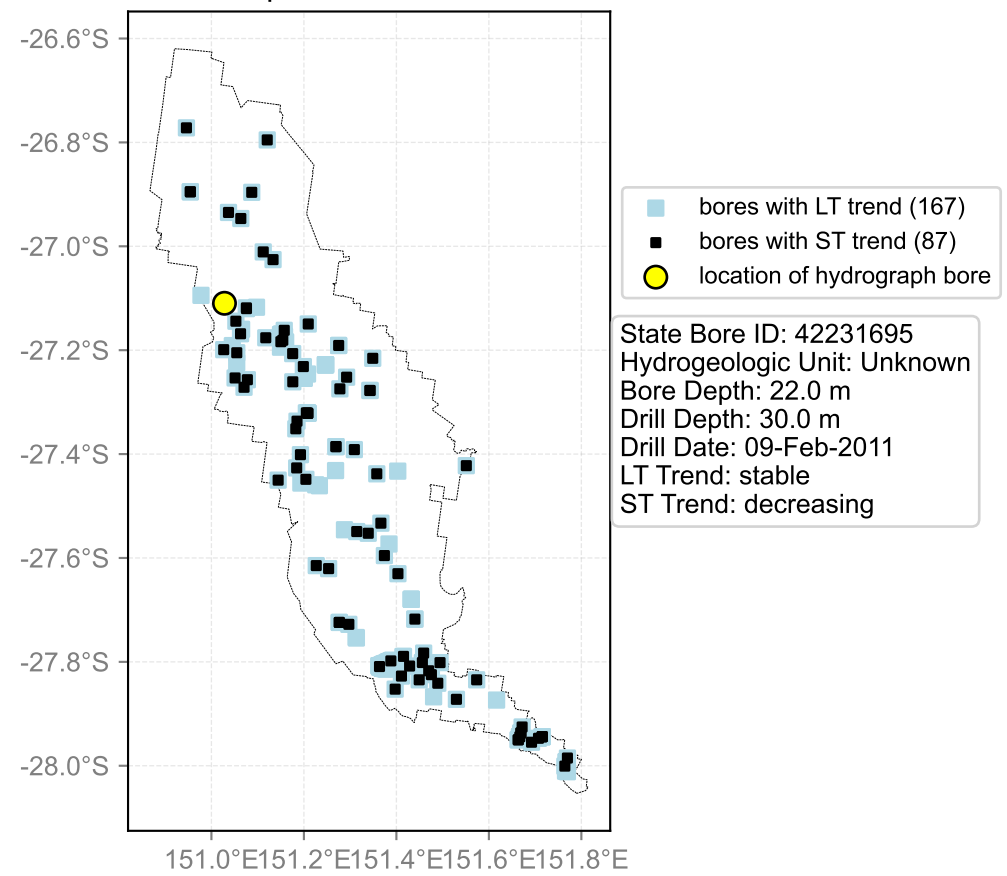 -26.6°S
-26.8°S
-27.0°S
-27.2°S
-27.4°S
-27.6°S
-27.8°S
-28.0°S
151.0°E151.2°E151.4°E151.6°E151.8°E
bores with LT trend (167)
bores with ST trend (87)
location of hydrograph bore
State Bore ID: 42231695
Hydrogeologic Unit: Unknown
Bore Depth: 22.0 m
Drill Depth: 30.0 m
Drill Date: 09-Feb-2011
LT Trend: stable
ST Trend: decreasing